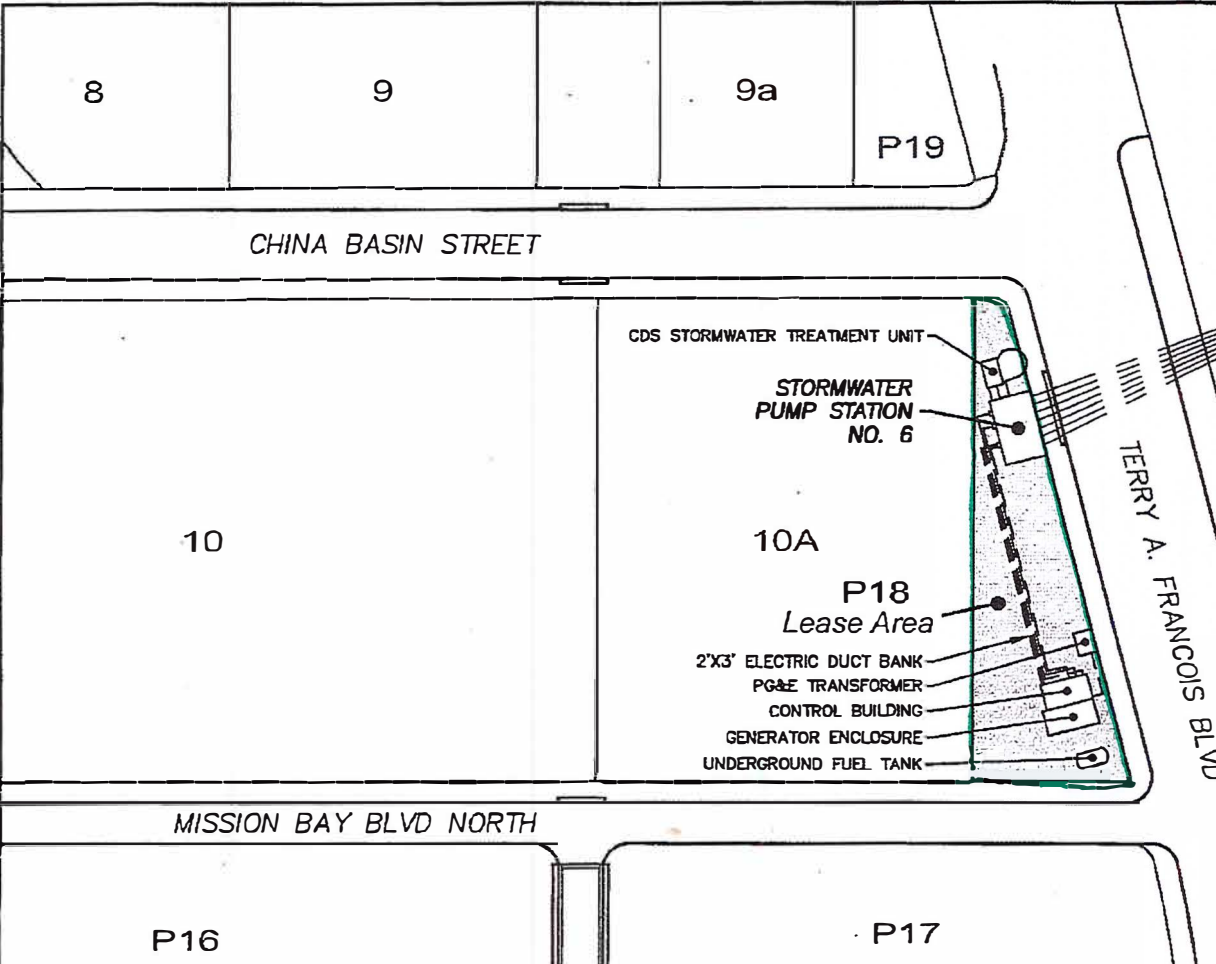 8
9
9a
P19
CHINA BASIN STREET
CDS STORMWATER TREATMENT UNIT
STORMWATER
PUMP STATION
NO. 6
TERRY A. FRANCOIS BLVD
10
10A
P18
Lease Area
2'X3' ELECTRIC DUCT BANK
PG&E TRANSFORMER
CONTROL BUILDING
GENERATOR ENCLOSURE
UNDERGROUND FUEL TANK
MISSION BAY BLVD NORTH
P16
P17